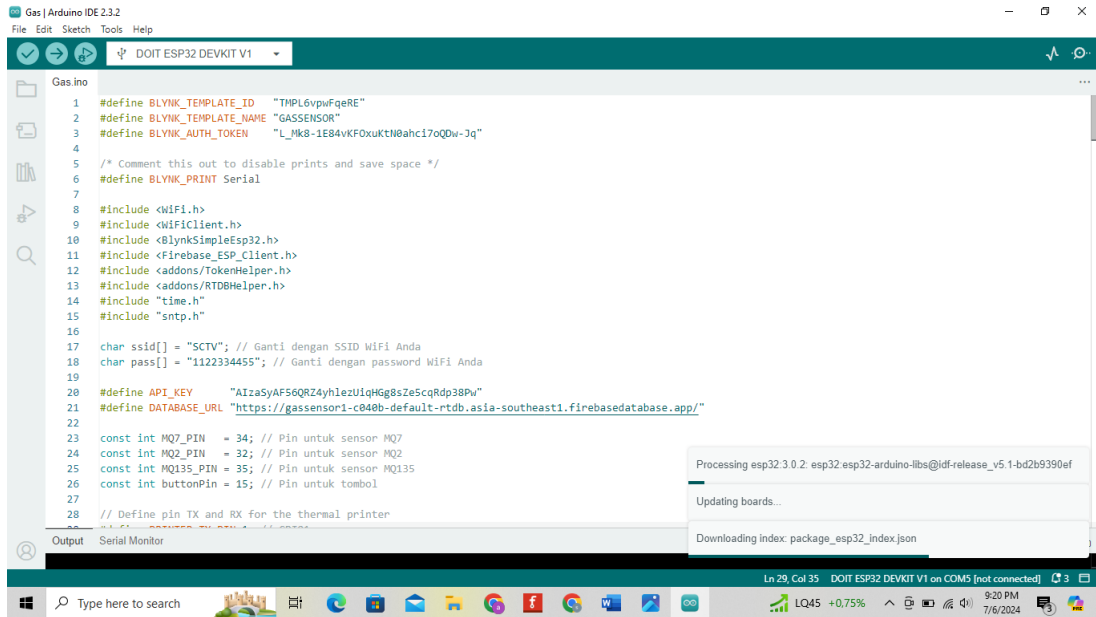 Gas | Arduino IDE 2.3.2
File Edit Sketch Tools Help
DOIT ESP32 DEVKIT V1
Gas.ino
1 #define BLYNK_TEMPLATE_ID "TMPL6vpwFqeRE"
2 #define BLYNK_TEMPLATE_NAME "GASSENSOR"
3 #define BLYNK_AUTH_TOKEN "L_Mk8-1E84vKFOxuKtN0ahci7oQDw-Jq"
4
5 /* Comment this out to disable prints and save space */
6 #define BLYNK_PRINT Serial
7
8 #include <WiFi.h>
9 #include <WiFiClient.h>
10 #include <BlynkSimpleEsp32.h>
11 #include <Firebase_ESP_Client.h>
12 #include <addons/TokenHelper.h>
13 #include <addons/RTDBHelper.h>
14 #include "time.h"
15 #include "sntp.h"
16
17 char ssid[] = "SCTV"; // Ganti dengan SSID WiFi Anda
18 char pass[] = "1122334455"; // Ganti dengan password WiFi Anda
19
20 #define API_KEY "AIzaSyAF56QRZ4yhlezUiqHGg8sZe5cqRdp38Pw"
21 #define DATABASE_URL "https://gassensor1-c040b-default-rtdb.asia-southeast1.firebasedatabase.app/"
22
23 const int MQ7_PIN = 34; // Pin untuk sensor MQ7
24 const int MQ2_PIN = 32; // Pin untuk sensor MQ2
25 const int MQ135_PIN = 35; // Pin untuk sensor MQ135
26 const int buttonPin = 15; // Pin untuk tombol
27
28 // Define pin TX and RX for the thermal printer
Processing esp32:3.0.2: esp32:esp32-arduino-libs@idf-release_v5.1-bd2b9390ef
Updating boards...
Downloading index: package_esp32_index.json
Output Serial Monitor
Ln 29, Col 35 DOIT ESP32 DEVKIT V1 on COM5 [not connected] 3
Type here to search
LQ45 +0,75%
9:20 PM
7/6/2024
3
PRE